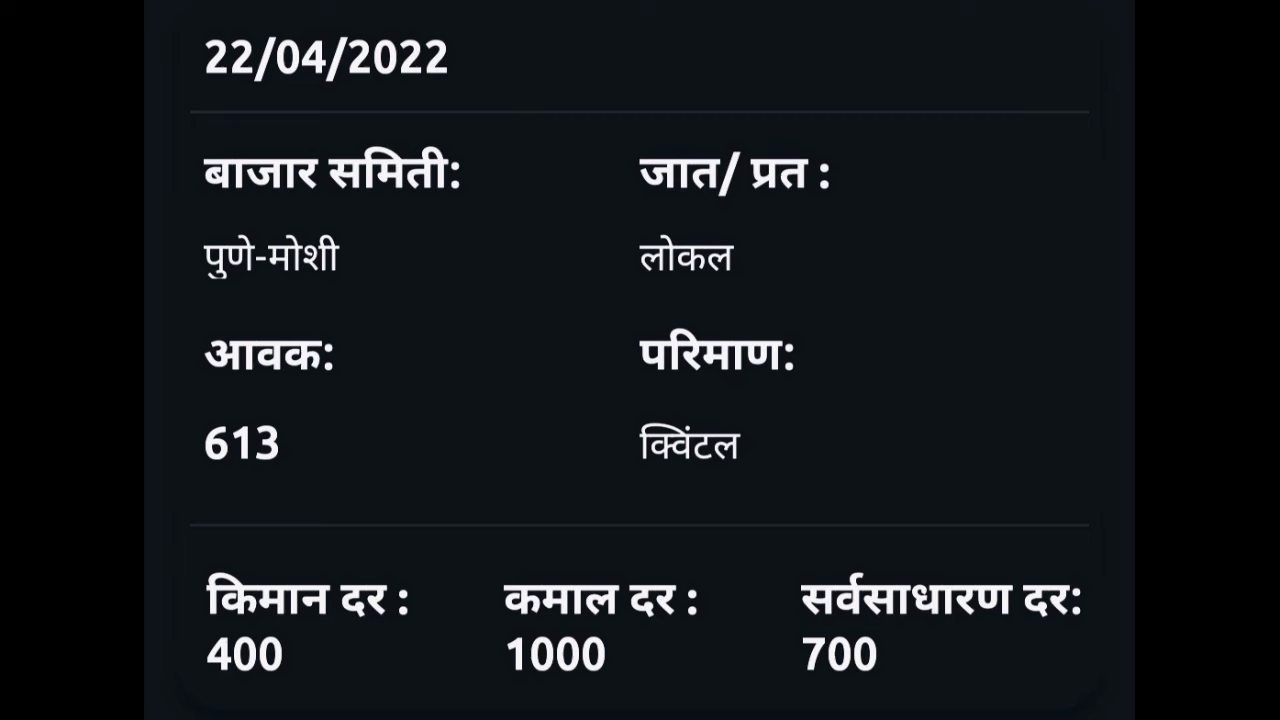 22/04/2022
बाजार समिती: जात/ प्रत :
पुणे-मोशी लोकल
आवक: परिमाण:
613 क्विंटल
किमान दर : कमाल दर : सर्वसाधारण दर:
400 1000 700